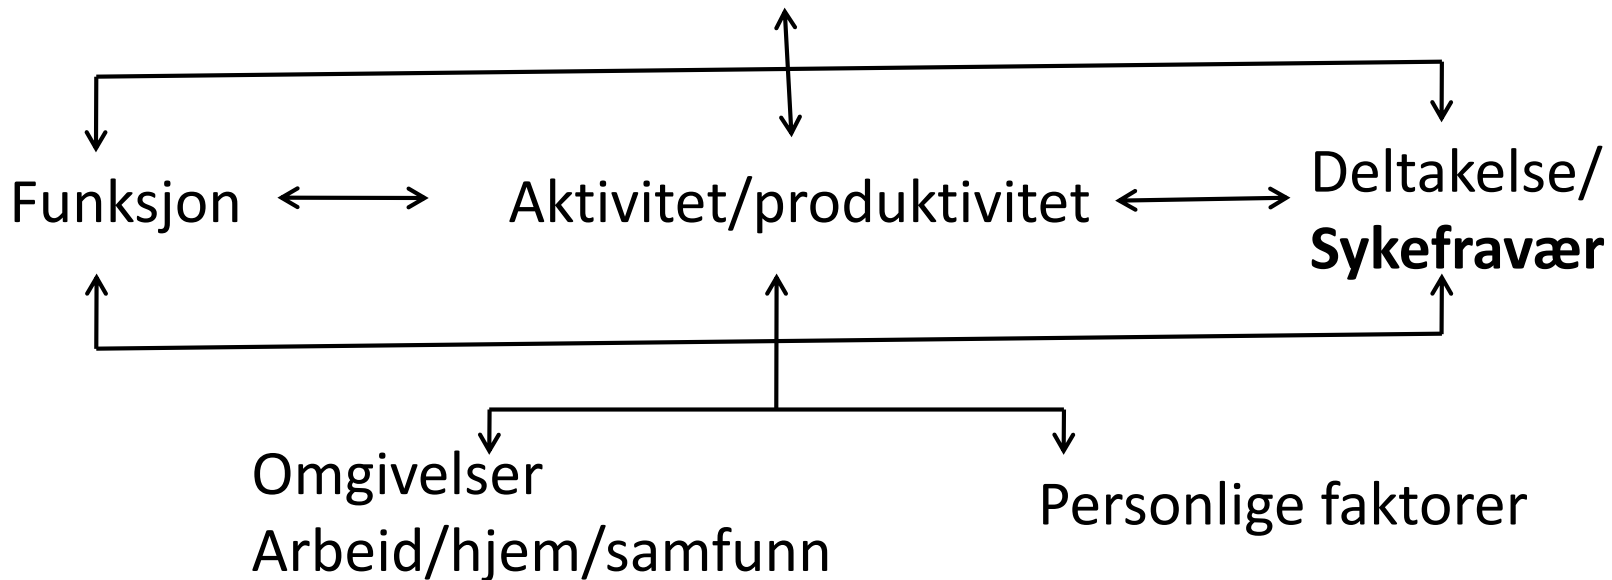 Funksjon
Aktivitet/produktivitet
Deltakelse/
Sykefravær
Omgivelser
Arbeid/hjem/samfunn
Personlige faktorer